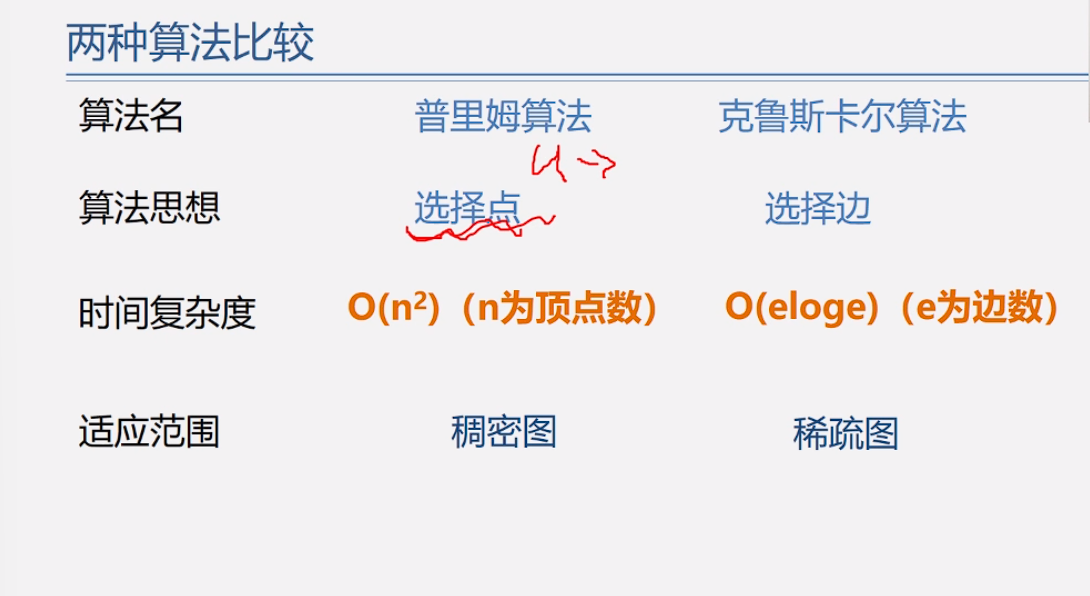 两种算法比较
算法名 普里姆算法 克鲁斯卡尔算法
U →
算法思想 选择点 选择边
时间复杂度 O(n²)（n为顶点数） O(eloge)（e为边数）
适应范围 稠密图 稀疏图